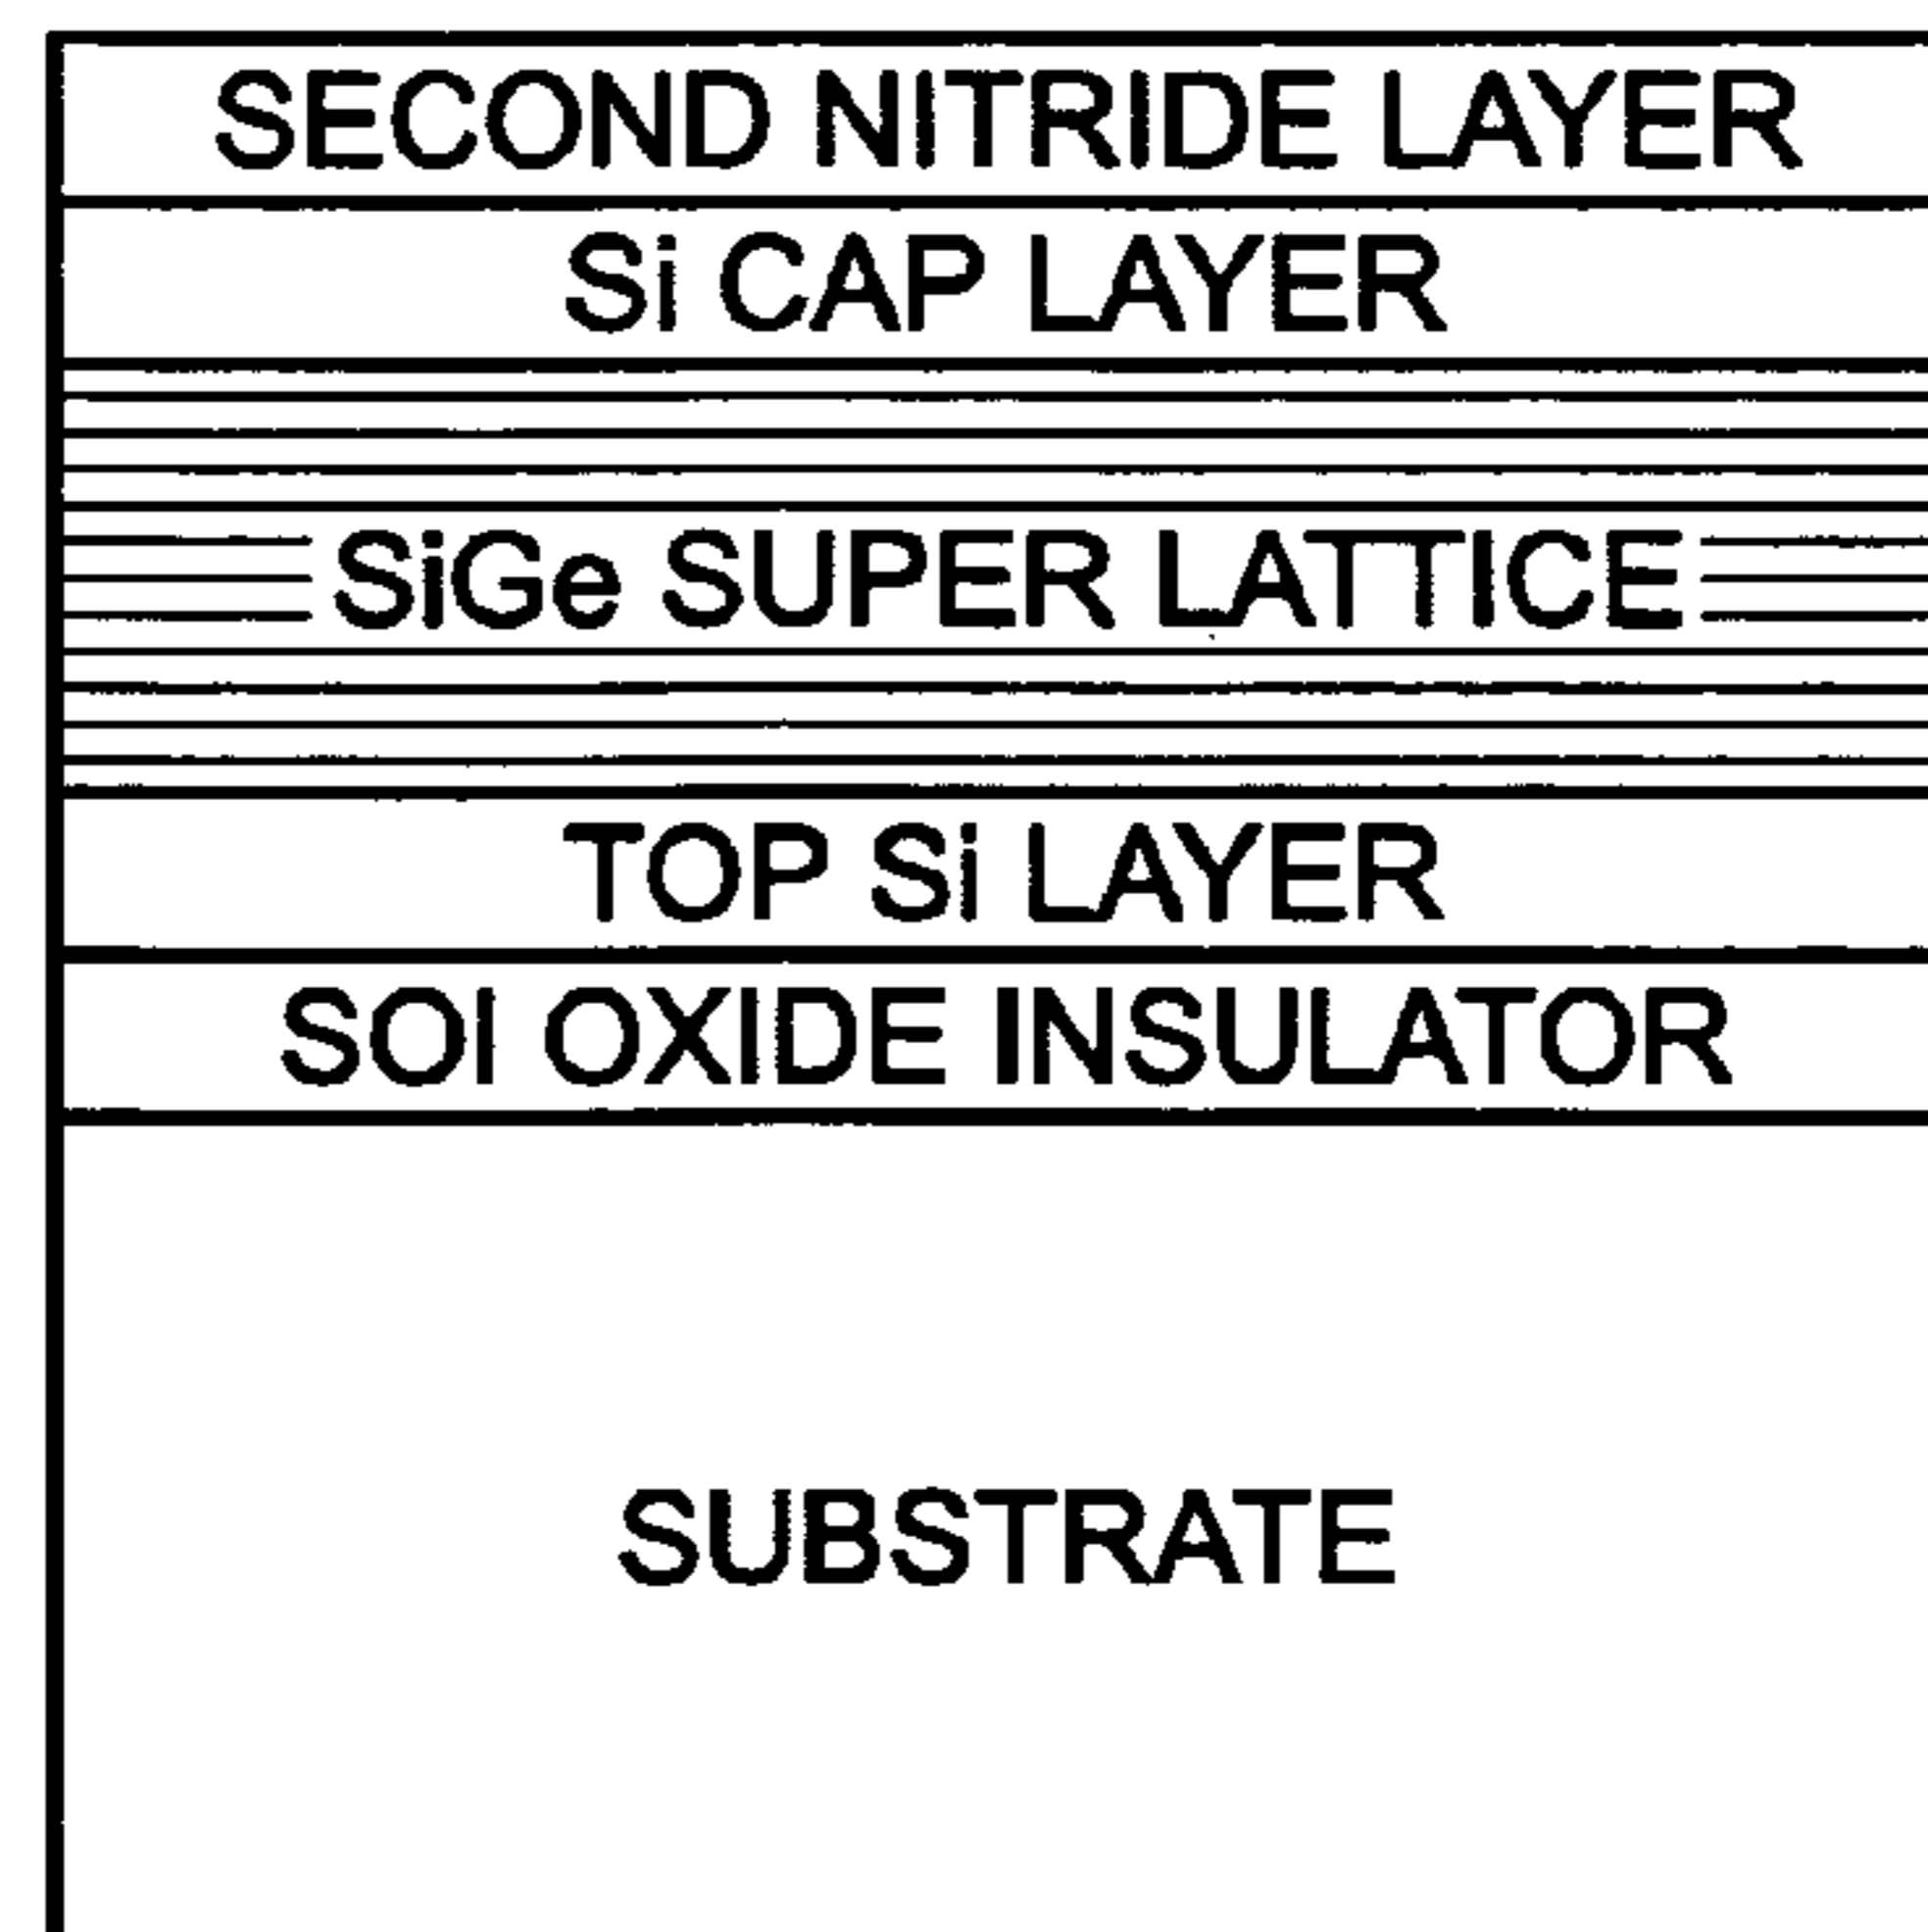 SECOND NITRIDE LAYER
Si CAP LAYER
SiGe SUPER LATTICE
TOP Si LAYER
SOI OXIDE INSULATOR
SUBSTRATE